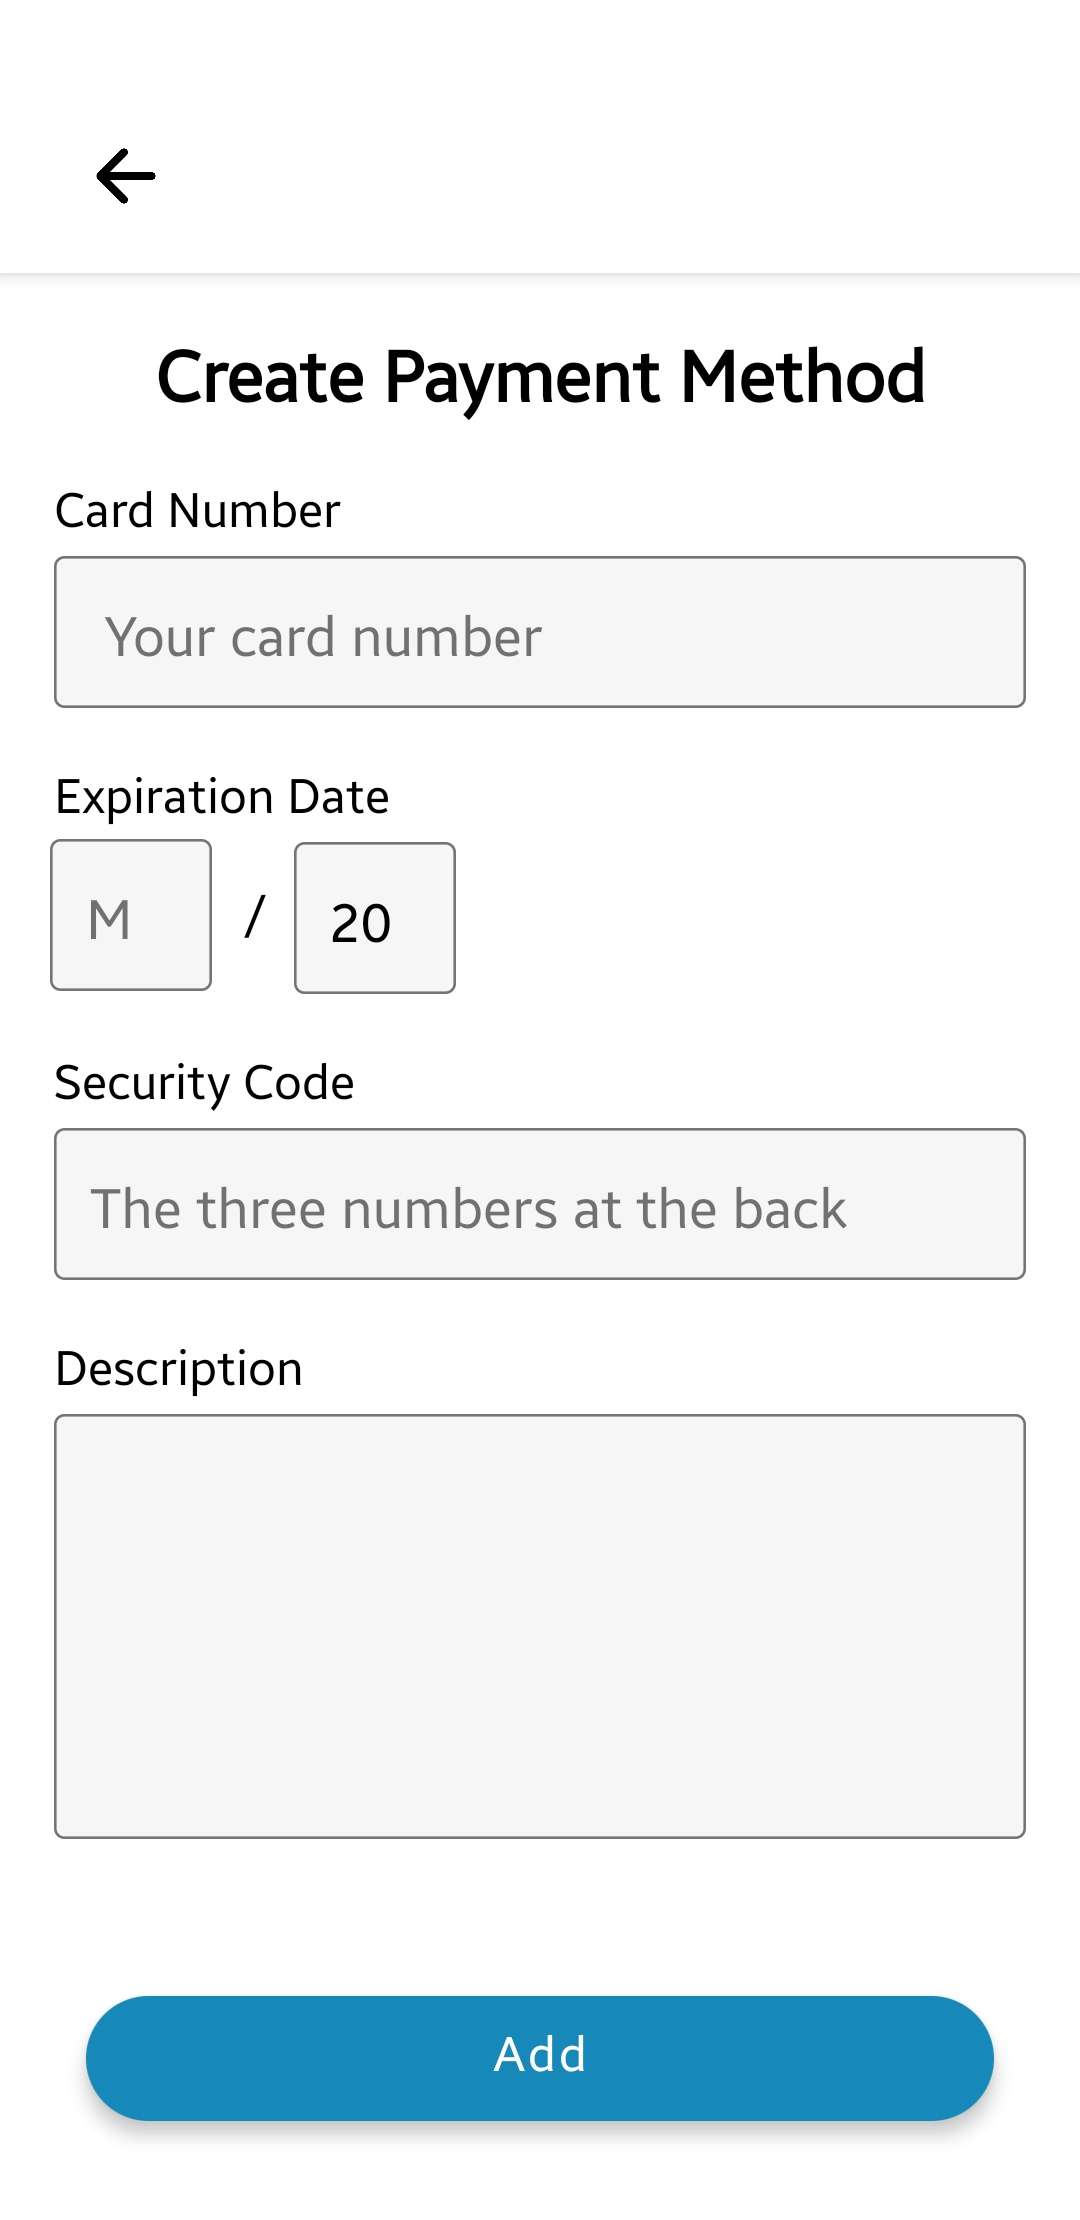 Create Payment Method
Card Number
Your card number
Expiration Date
M / 20
Security Code
The three numbers at the back
Description
Add